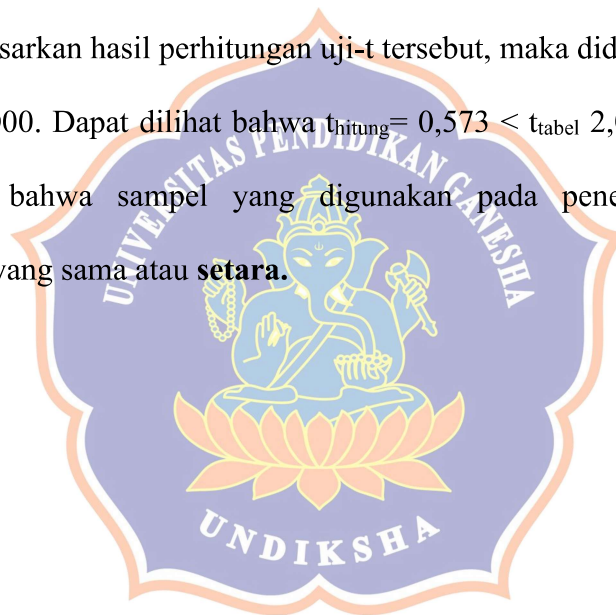 sarkan hasil perhitungan uji-t tersebut, maka did
00. Dapat dilihat bahwa thitung= 0,573 < ttabel 2,0
bahwa sampel yang digunakan pada pene
yang sama atau setara.
UNIVERSITAS PENDIDIKAN GANESHA
UNDIKSHA